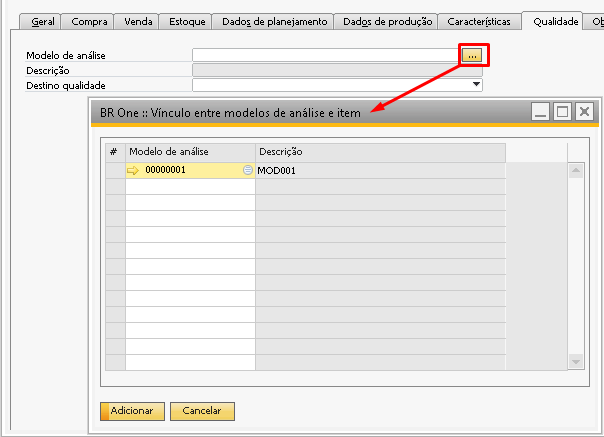 Geral Compra Venda Estoque Dados de planejamento Dados de produção Características Qualidade Ob
Modelo de análise ...
Descrição
Destino qualidade
BR One :: Vínculo entre modelos de análise e item
# Modelo de análise Descrição
00000001 MOD001
Adicionar Cancelar